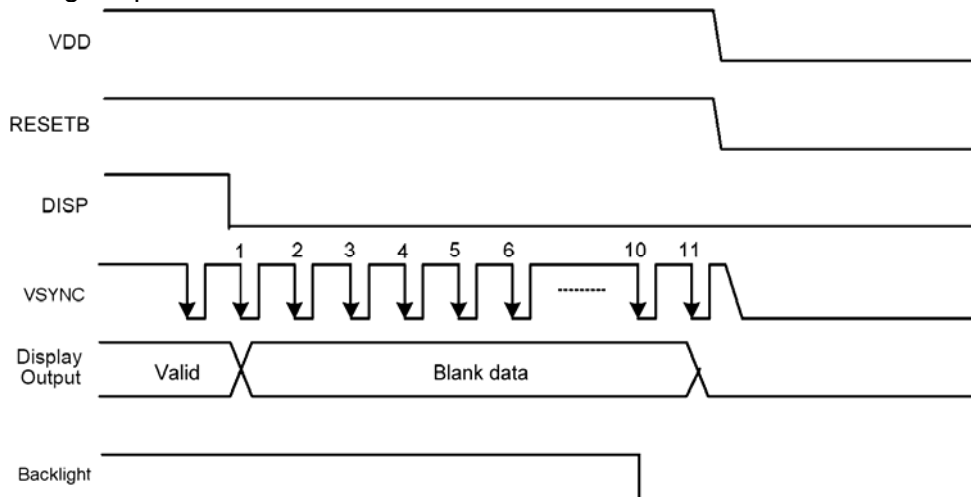 VDD
RESETB
DISP
1 2 3 4 5 6 10 11
VSYNC
Display
Output
Valid
Blank data
Backlight